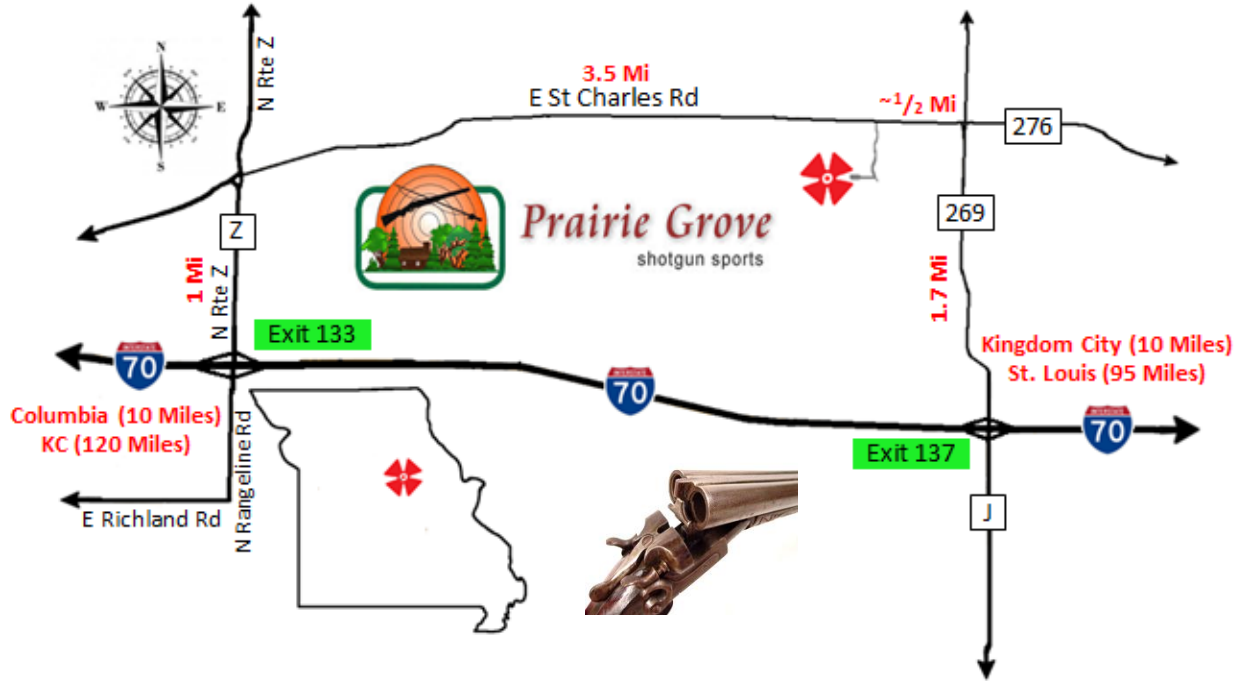 N
W
E
S
N Rte Z
3.5 Mi
E St Charles Rd
~1/2 Mi
276
Z
1 Mi
N Rte Z
Prairie Grove
shotgun sports
269
1.7 Mi
Exit 133
70
70
Kingdom City (10 Miles)
St. Louis (95 Miles)
Columbia (10 Miles)
KC (120 Miles)
70
Exit 137
N Rangeline Rd
E Richland Rd
J